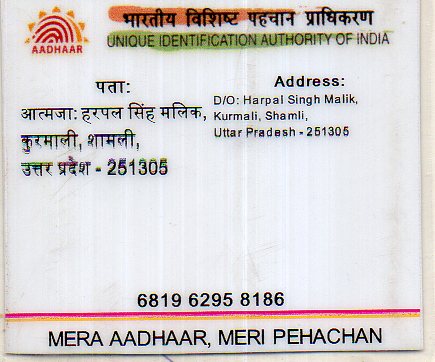 भारतीय विशिष्ट पहचान प्राधिकरण
UNIQUE IDENTIFICATION AUTHORITY OF INDIA
AADHAAR
पता:
आत्मजा: हरपाल सिंह मलिक,
कुरमाली, शामली,
उत्तर प्रदेश - 251305
Address:
D/O: Harpal Singh Malik,
Kurmali, Shamli,
Uttar Pradesh - 251305
6819 6295 8186
MERA AADHAAR, MERI PEHACHAN